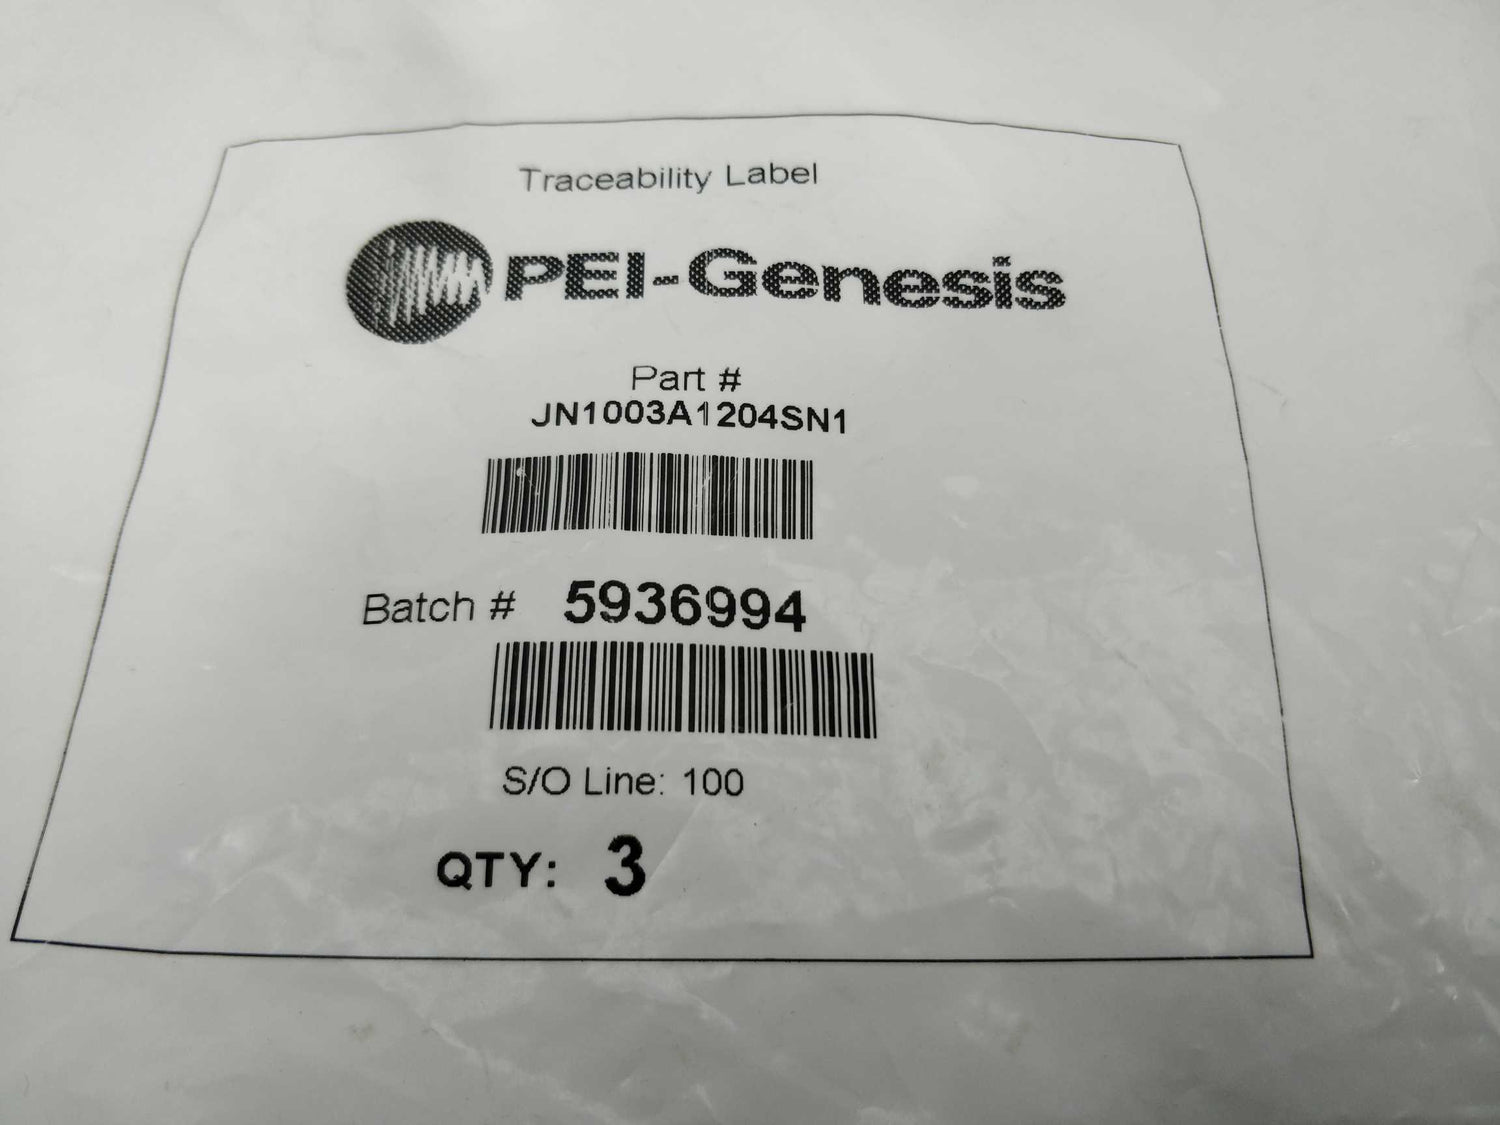 Traceability Label
PEI-Genesis
Part #
JN1003A1204SN1
Batch # 5936994
S/O Line: 100
QTY: 3